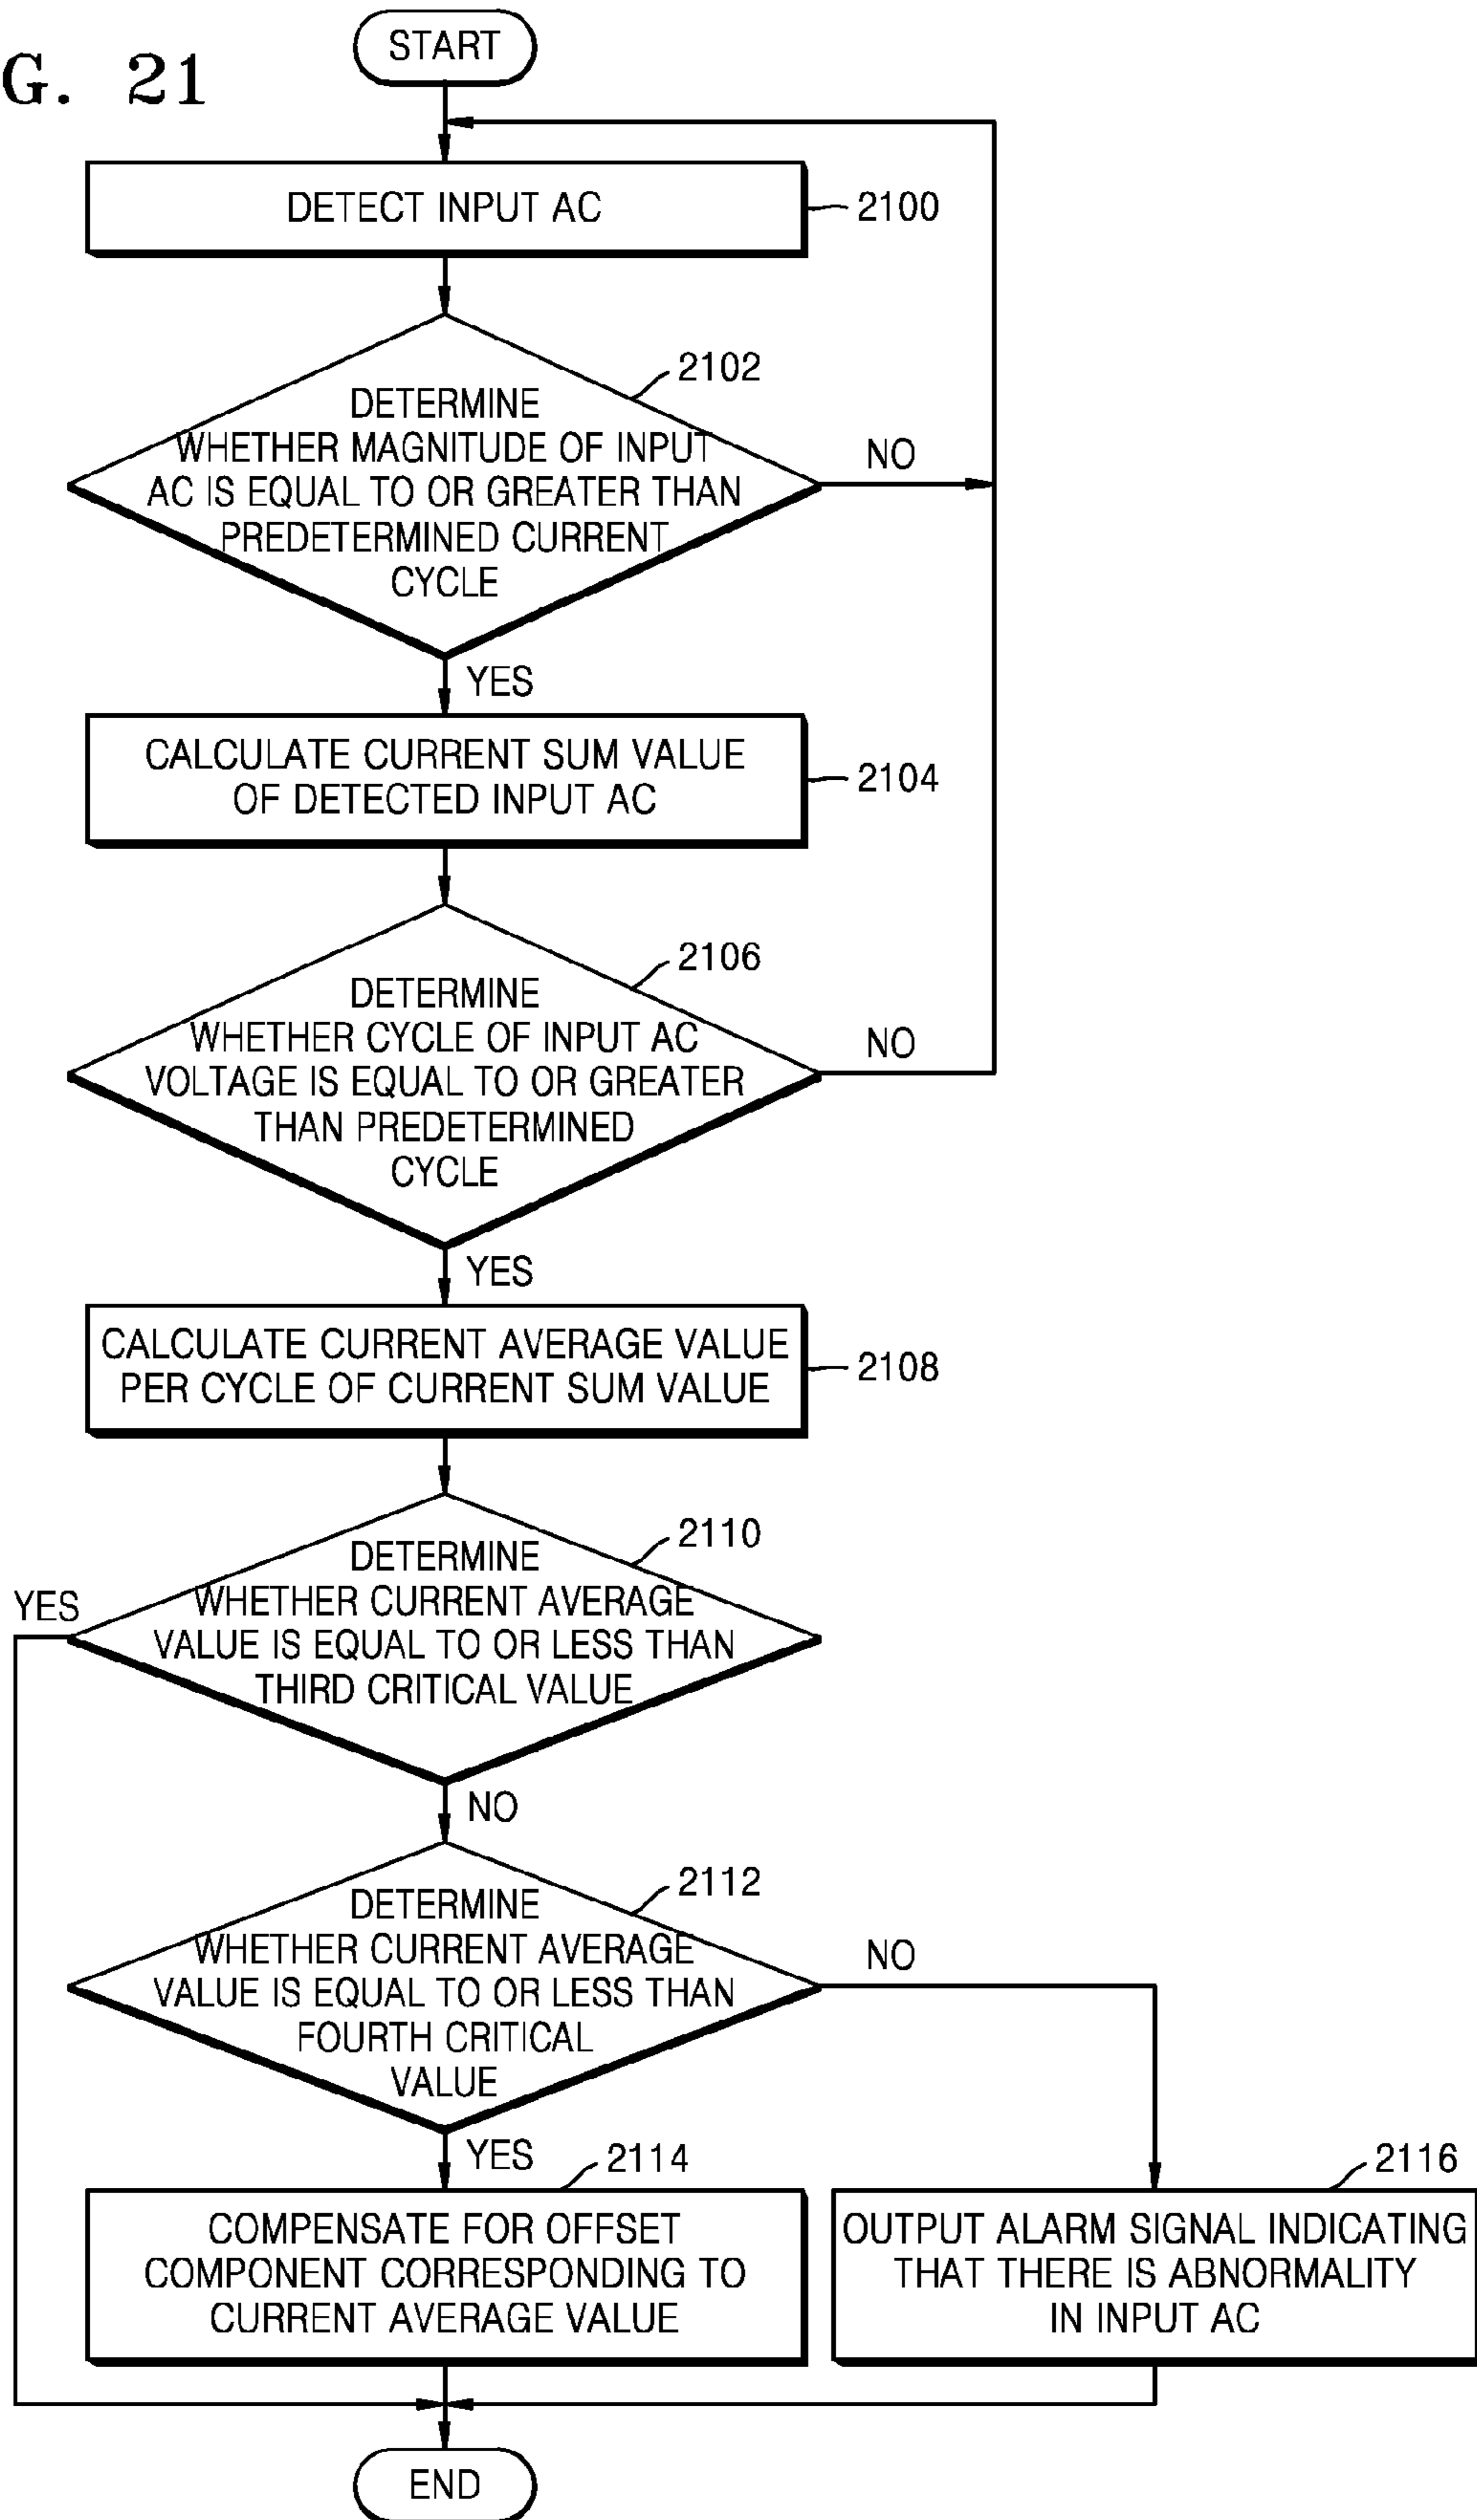 G. 21
START
DETECT INPUT AC
2100
2102
DETERMINE
WHETHER MAGNITUDE OF INPUT
AC IS EQUAL TO OR GREATER THAN
PREDETERMINED CURRENT
CYCLE
NO
YES
CALCULATE CURRENT SUM VALUE
OF DETECTED INPUT AC
2104
2106
DETERMINE
WHETHER CYCLE OF INPUT AC
VOLTAGE IS EQUAL TO OR GREATER
THAN PREDETERMINED
CYCLE
NO
YES
CALCULATE CURRENT AVERAGE VALUE
PER CYCLE OF CURRENT SUM VALUE
2108
2110
DETERMINE
WHETHER CURRENT AVERAGE
VALUE IS EQUAL TO OR LESS THAN
THIRD CRITICAL VALUE
YES
NO
2112
DETERMINE
WHETHER CURRENT AVERAGE
VALUE IS EQUAL TO OR LESS THAN
FOURTH CRITICAL
VALUE
NO
YES
2114
COMPENSATE FOR OFFSET
COMPONENT CORRESPONDING TO
CURRENT AVERAGE VALUE
2116
OUTPUT ALARM SIGNAL INDICATING
THAT THERE IS ABNORMALITY
IN INPUT AC
END